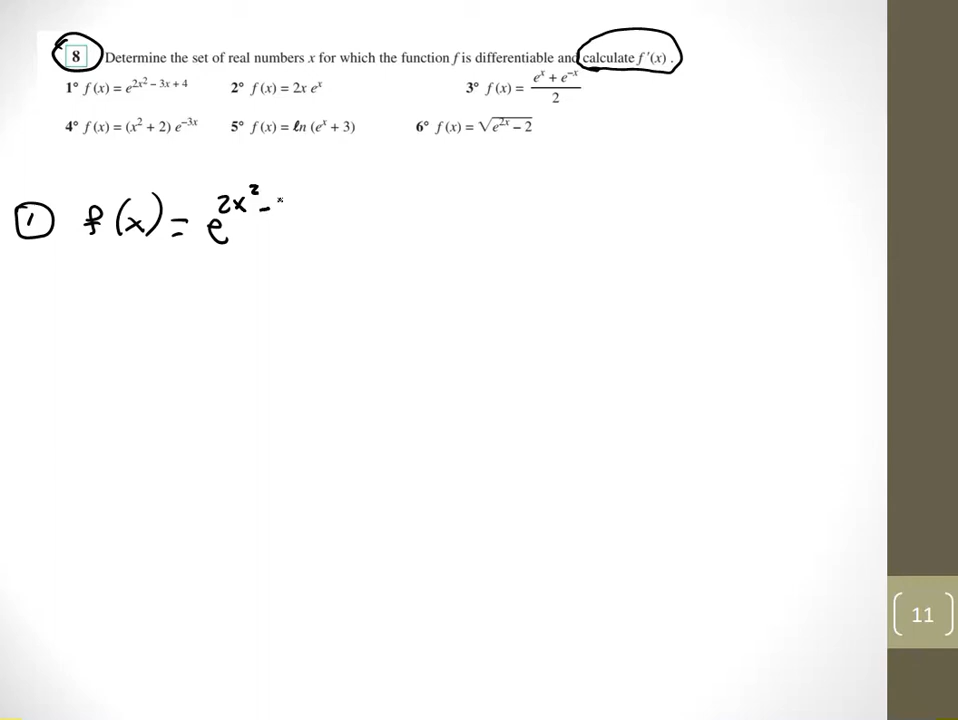 8 Determine the set of real numbers x for which the function f is differentiable and calculate f ′(x) .
1° f (x) = e^{2x² – 3x + 4} 2° f (x) = 2x e^x 3° f (x) = \frac{e^x + e^{–x}}{2}
4° f (x) = (x² + 2) e^{–3x} 5° f (x) = ℓn (e^x + 3) 6° f (x) = √(e^{2x} – 2)
① f(x) = e^{2x² –}
11